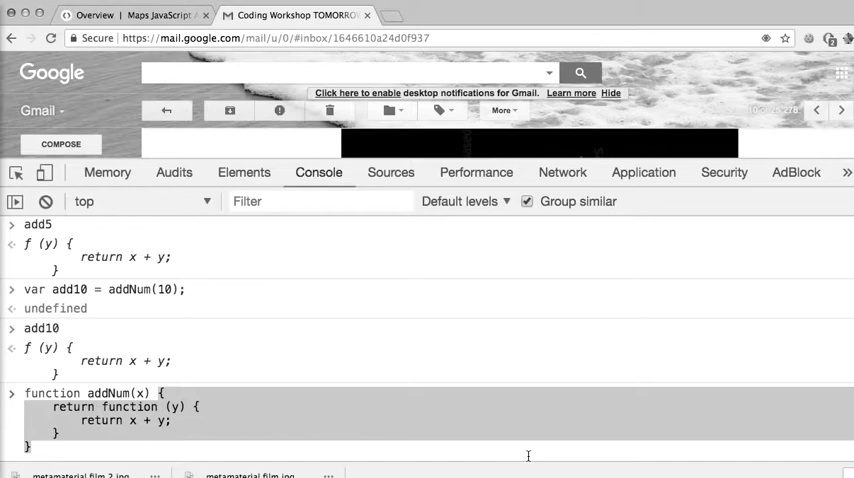 Overview | Maps JavaScript A
Coding Workshop TOMORROW
Secure https://mail.google.com/mail/u/0/#inbox/1646610a24d0f937
Google
Click here to enable desktop notifications for Gmail. Learn more Hide
Gmail
More
COMPOSE
Memory Audits Elements Console Sources Performance Network Application Security AdBlock »
top Filter Default levels Group similar
> add5
< f (y) {
return x + y;
}
> var add10 = addNum(10);
< undefined
> add10
< f (y) {
return x + y;
}
> function addNum(x) {
return function (y) {
return x + y;
}
}
metamaterial film 2.jpg ... metamaterial film.jpg ...